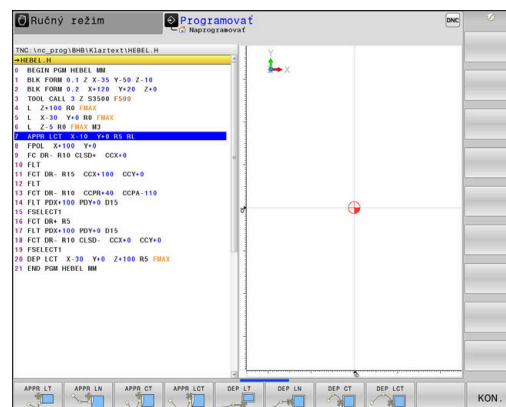 Ručný režim
Programovať
Naprogramovať
DNC
TNC:\nc_prog\BHB\Klartext\HEBEL.H
→HEBEL.H
0 BEGIN PGM HEBEL MM
1 BLK FORM 0.1 Z X-35 Y-50 Z-10
2 BLK FORM 0.2 X+120 Y+20 Z+0
3 TOOL CALL 3 Z S3500 F500
4 L Z+100 R0 FMAX
5 L X-30 Y+0 R0 FMAX
6 L Z-5 R0 FMAX M3
7 APPR LCT X-10 Y+0 R5 RL
8 FPOL X+100 Y+0
9 FC DR- R10 CLSD+ CCX+0
10 FLT
11 FCT DR- R15 CCX+100 CCY+0
12 FLT
13 FCT DR- R10 CCPR+40 CCPA-110
14 FLT PDX+100 PDY+0 D15
15 FSELECT1
16 FCT DR+ R5
17 FLT PDX+100 PDY+0 D15
18 FCT DR- R10 CLSD- CCX+0 CCY+0
19 FSELECT1
20 DEP LCT X-30 Y+0 Z+100 R5 FMAX
21 END PGM HEBEL MM
Y
X
0
0
APPR LT
APPR LN
APPR CT
APPR LCT
DEP LT
DEP LN
DEP CT
DEP LCT
KON.